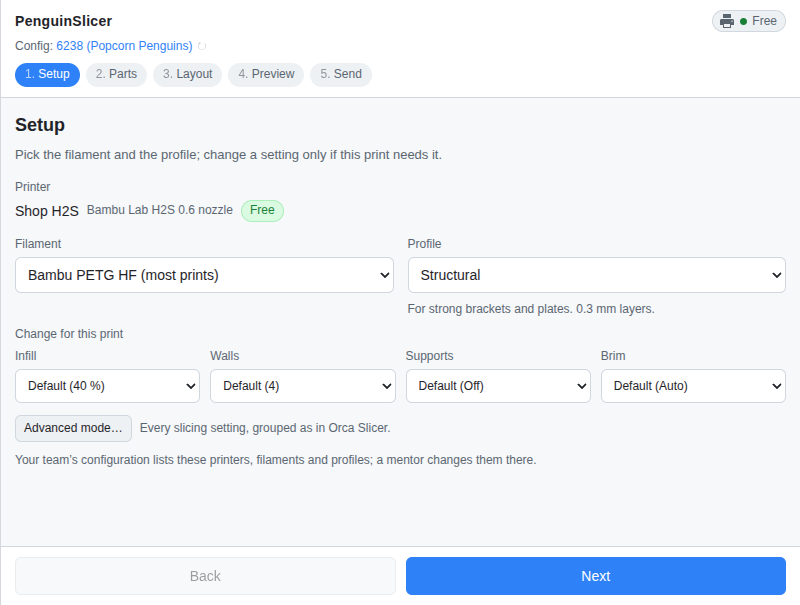 PenguinSlicer
Free
Config: 6238 (Popcorn Penguins)
1. Setup
2. Parts
3. Layout
4. Preview
5. Send
Setup
Pick the filament and the profile; change a setting only if this print needs it.
Printer
Shop H2S Bambu Lab H2S 0.6 nozzle Free
Filament
Profile
Bambu PETG HF (most prints)
Structural
For strong brackets and plates. 0.3 mm layers.
Change for this print
Infill
Walls
Supports
Brim
Default (40 %)
Default (4)
Default (Off)
Default (Auto)
Advanced mode… Every slicing setting, grouped as in Orca Slicer.
Your team’s configuration lists these printers, filaments and profiles; a mentor changes them there.
Back
Next